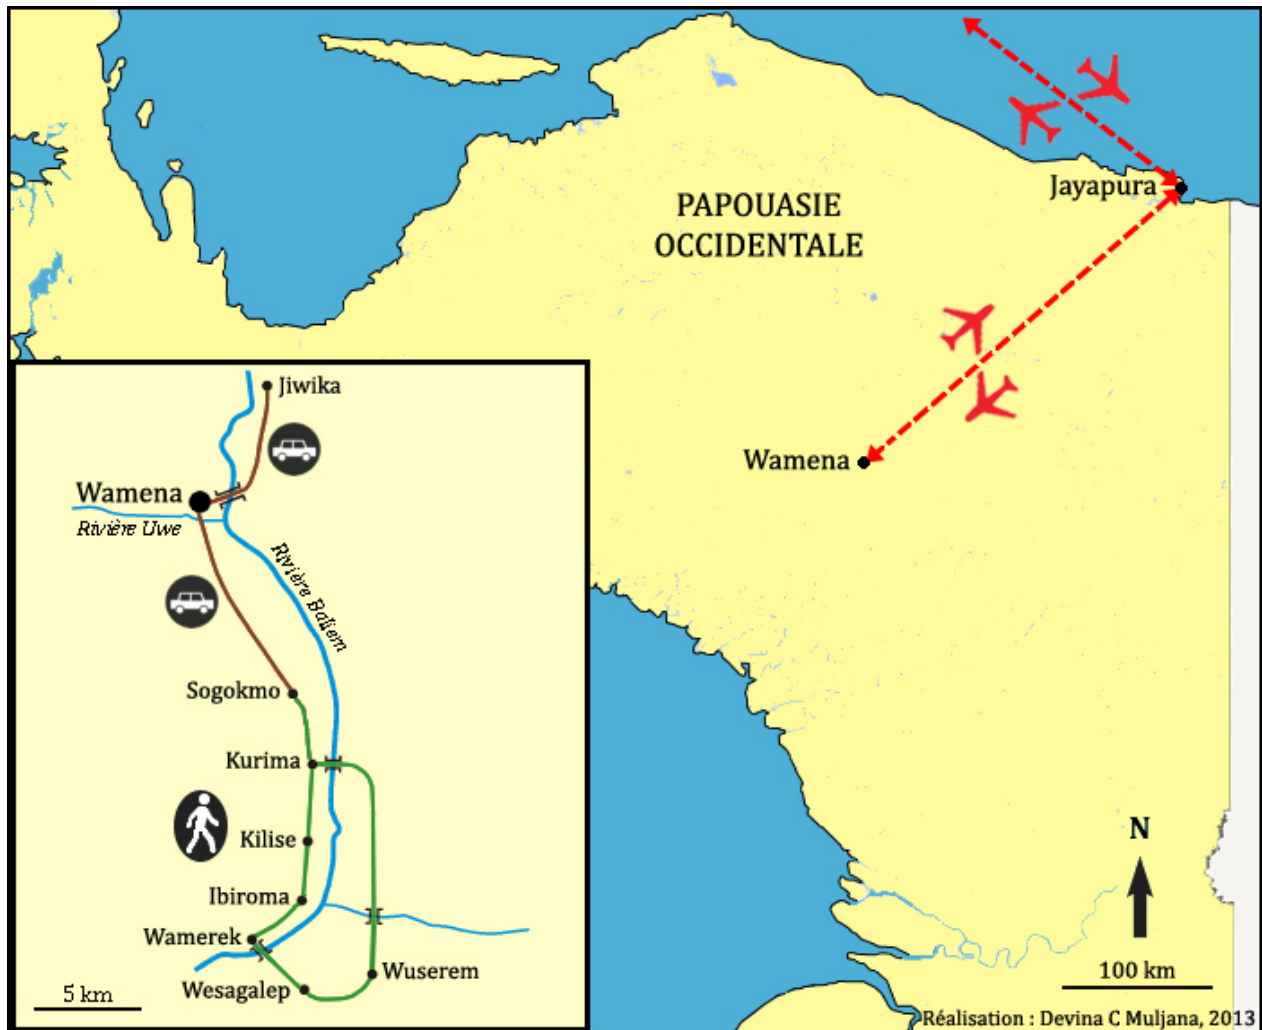 Jayapura
PAPOUASIE
OCCIDENTALE
Wamena
Jiwika
Wamena
Rivière Uwe
Rivière Baliem
Sogokmo
Kurima
Kilise
Ibiroma
Wamerek
Wesagalep
Wuserem
5 km
N
100 km
Réalisation : Devina C Muljana, 2013